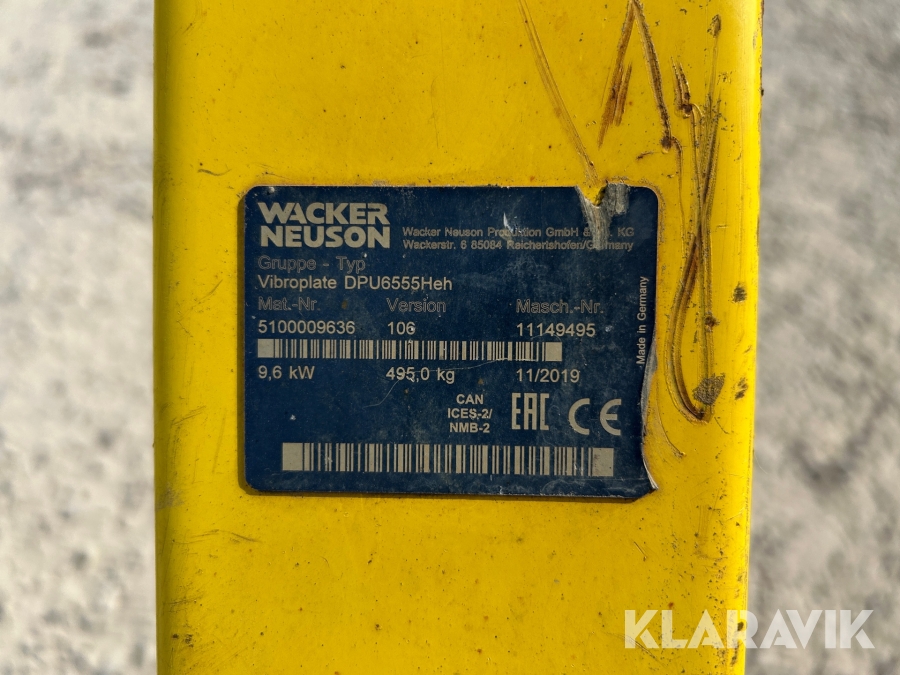 WACKER
NEUSON
Wacker Neuson Produktion GmbH & Co. KG
Wackerstr. 6 85084 Reichertshofen/Germany
Gruppe - Typ
Vibroplate DPU6555Heh
Mat.-Nr. Version Masch.-Nr.
5100009636 106 11149495
9,6 kW 495,0 kg 11/2019
CAN
ICES-2/
NMB-2
EAC CE
Made in Germany
KLARAVIK